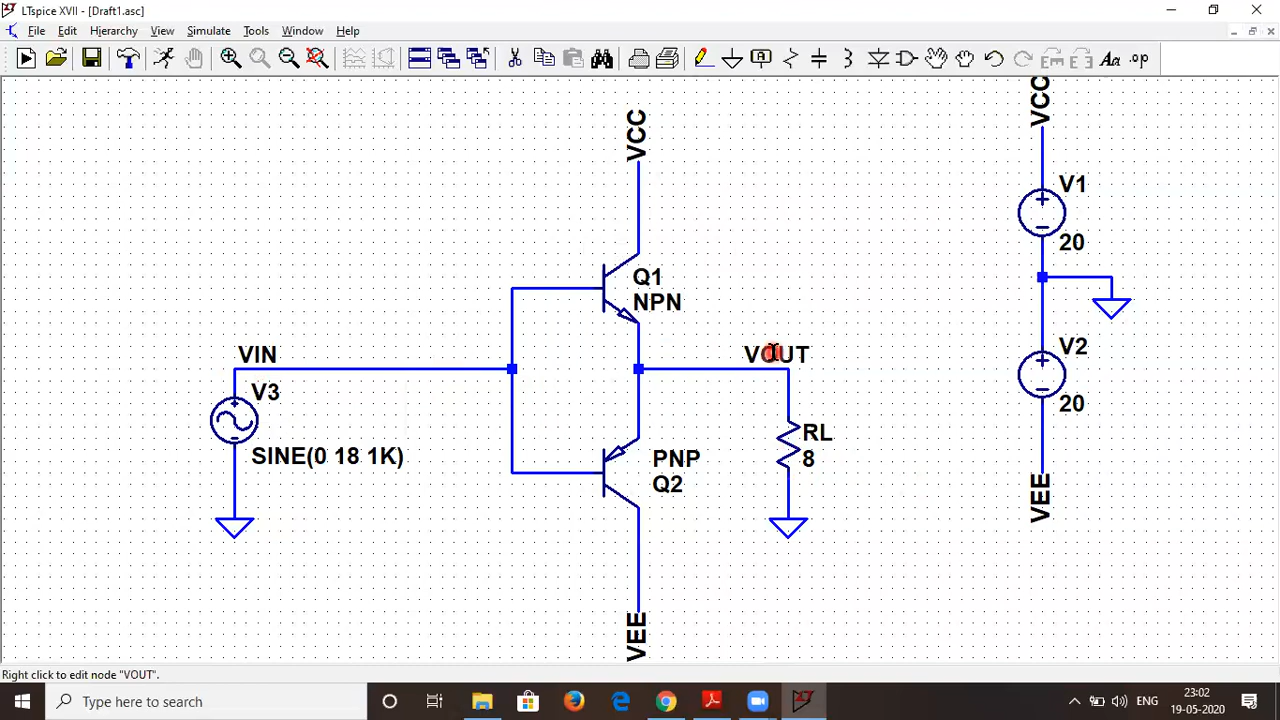 LTspice XVII - [Draft1.asc]
File Edit Hierarchy View Simulate Tools Window Help
A
Aa .op
VCC
VCC
V1
20
Q1
NPN
VIN
VOUT
V3
SINE(0 18 1K)
RL
8
PNP
Q2
V2
20
VEE
VEE
Right click to edit node "VOUT".
Type here to search
ENG
23:02
19-05-2020